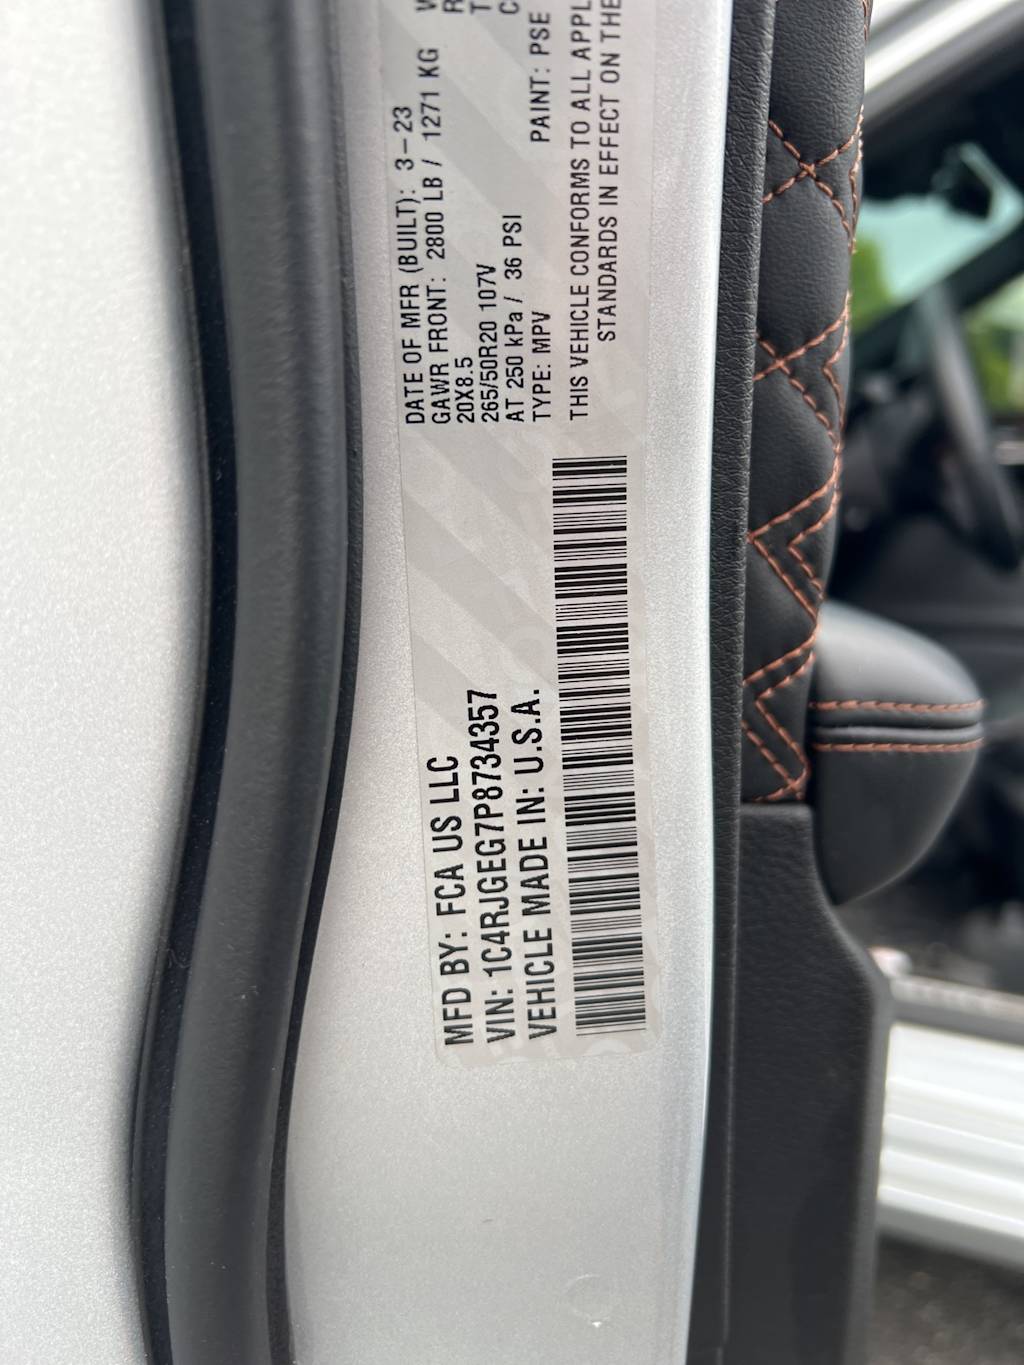 MFD BY: FCA US LLC
VIN: 1C4RJGEG7P8734357
VEHICLE MADE IN: U.S.A.
DATE OF MFR (BUILT): 3-23
GAWR FRONT: 2800 LB / 1271 KG
20X8.5
265/50R20 107V
AT 250 kPa / 36 PSI
TYPE: MPV PAINT: PSE
THIS VEHICLE CONFORMS TO ALL APPL
STANDARDS IN EFFECT ON THE